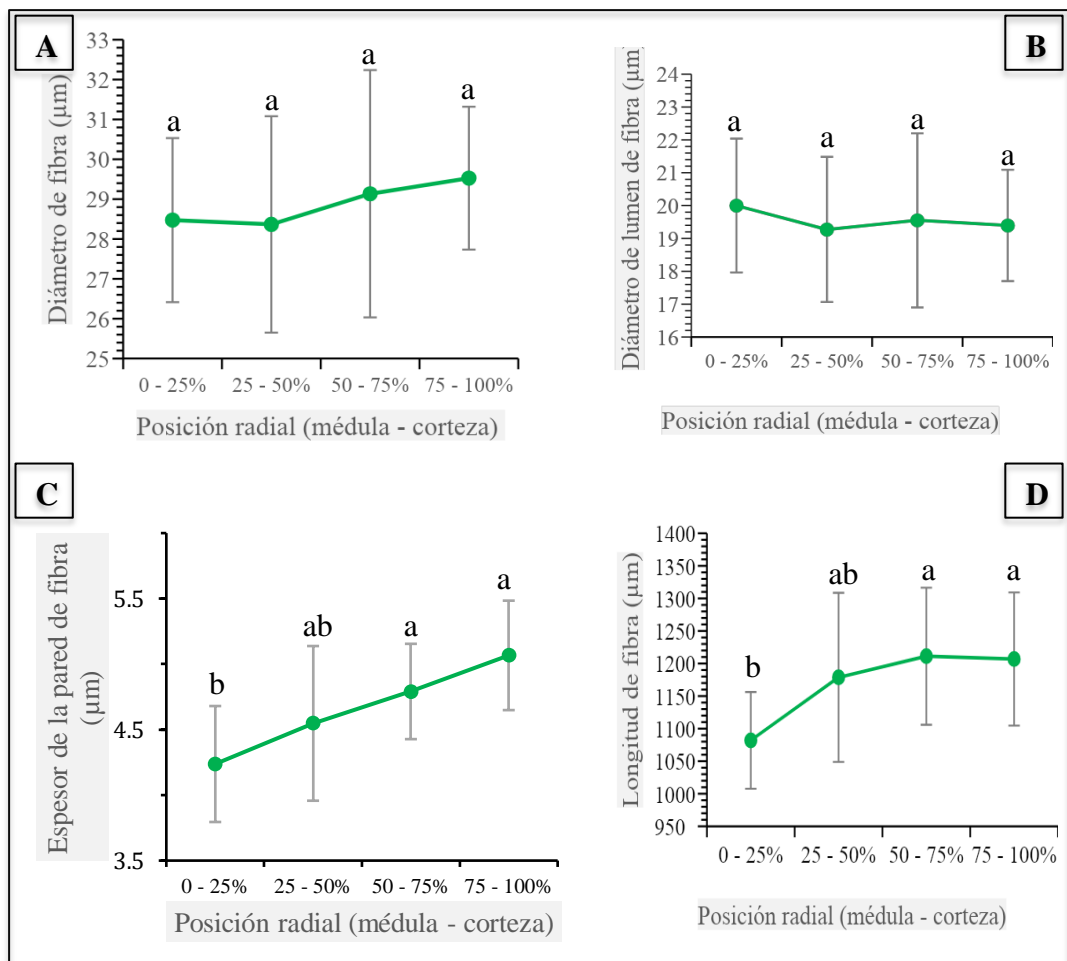 A
Diámetro de fibra (µm)
33
32
31
30
29
28
27
26
25
a
a
a
a
0 - 25%
25 - 50%
50 - 75%
75 - 100%
Posición radial (médula - corteza)
B
Diámetro de lumen de fibra (µm)
24
23
22
21
20
19
18
17
16
a
a
a
a
0 - 25%
25 - 50%
50 - 75%
75 - 100%
Posición radial (médula - corteza)
C
Espesor de la pared de fibra
(µm)
5.5
4.5
3.5
b
ab
a
a
0 - 25%
25 - 50%
50 - 75%
75 - 100%
Posición radial (médula - corteza)
D
Longitud de fibra (µm)
1400
1350
1300
1250
1200
1150
1100
1050
1000
950
b
ab
a
a
0 - 25%
25 - 50%
50 - 75%
75 - 100%
Posición radial (médula - corteza)